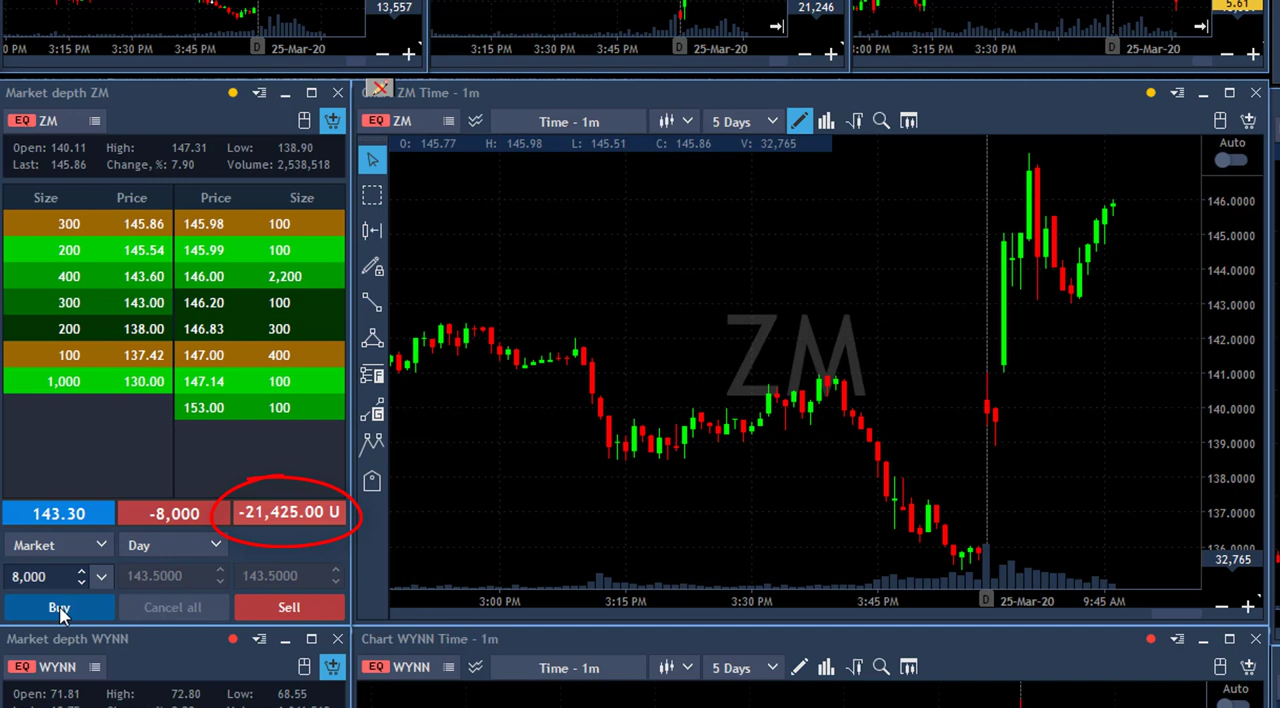 13,557
21,246
5.61
0 PM 3:15 PM 3:30 PM 3:45 PM D 25-Mar-20
3:15 PM 3:30 PM 3:45 PM D 25-Mar-20
:00 PM 3:15 PM 3:30 PM D 25-Mar-20
Market depth ZM
ZM Time - 1m
EQ ZM
EQ ZM Time - 1m 5 Days
Open: 140.11 High: 147.31 Low: 138.90
Last: 145.86 Change, %: 7.90 Volume: 2,538,518
O: 145.77 H: 145.98 L: 145.51 C: 145.86 V: 32,765
Auto
Size Price Price Size
300 145.86 145.98 100
200 145.54 145.99 100
400 143.60 146.00 2,200
300 143.00 146.20 100
200 138.00 146.83 300
100 137.42 147.00 400
1,000 130.00 147.14 100
153.00 100
F
G
ZM
146.0000
145.0000
144.0000
143.0000
142.0000
141.0000
140.0000
139.0000
138.0000
137.0000
136.0000
32,765
143.30 -8,000 -21,425.00 U
Market Day
8,000 143.5000 143.5000
Buy Cancel all Sell
3:00 PM 3:15 PM 3:30 PM 3:45 PM D 25-Mar-20 9:45 AM
Market depth WYNN
Chart WYNN Time - 1m
EQ WYNN
EQ WYNN Time - 1m 5 Days
Open: 71.81 High: 72.80 Low: 68.55
Auto